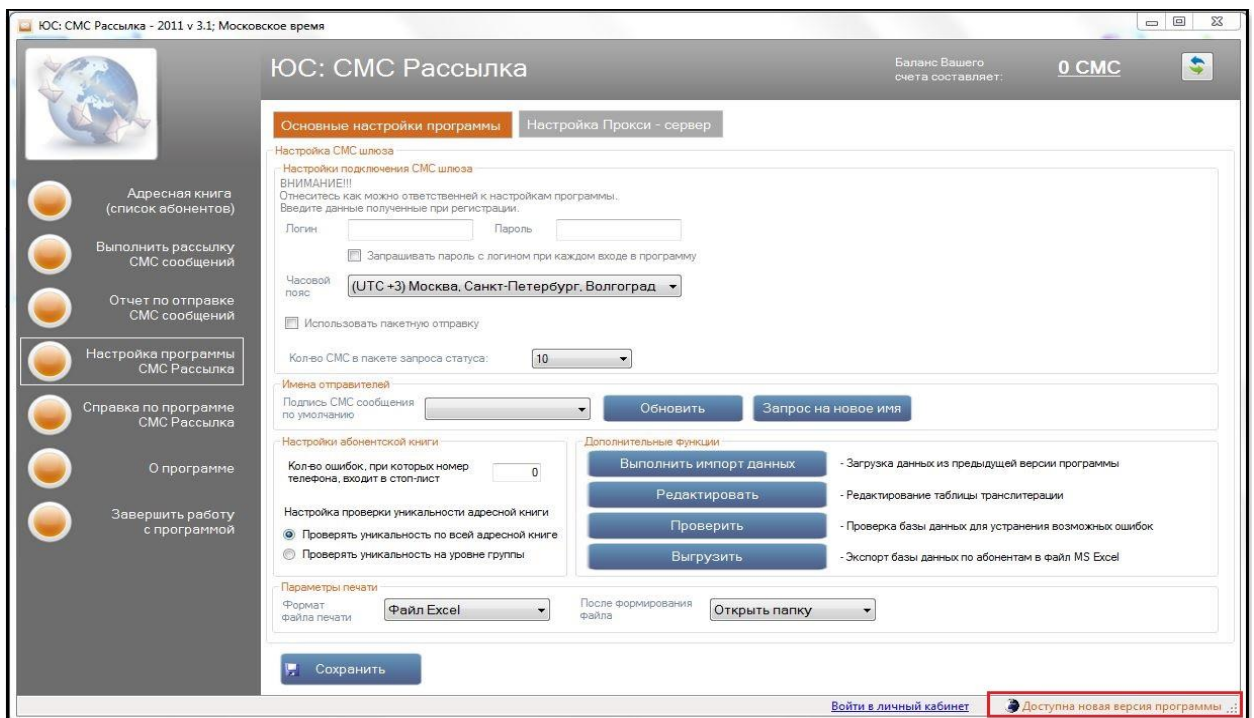 ЮС: СМС Рассылка - 2011 v 3.1; Московское время
ЮС: СМС Рассылка
Баланс Вашего
счета составляет:
0 СМС
Адресная книга
(список абонентов)
Выполнить рассылку
СМС сообщений
Отчет по отправке
СМС сообщений
Настройка программы
СМС Рассылка
Справка по программе
СМС Рассылка
О программе
Завершить работу
с программой
Основные настройки программы
Настройка Прокси - сервер
Настройка СМС шлюза
Настройки подключения СМС шлюза
ВНИМАНИЕ!!!
Отнеситесь как можно ответственней к настройкам программы.
Введите данные полученные при регистрации.
Логин
Пароль
Запрашивать пароль с логином при каждом входе в программу
Часовой
пояс
(UTC +3) Москва, Санкт-Петербург, Волгоград
Использовать пакетную отправку
Кол-во СМС в пакете запроса статуса:
10
Имена отправителей
Подпись СМС сообщения
по умолчанию
Обновить
Запрос на новое имя
Настройки абонентской книги
Кол-во ошибок, при которых номер
телефона, входит в стоп-лист
0
Настройка проверки уникальности адресной книги
Проверять уникальность по всей адресной книге
Проверять уникальность на уровне группы
Дополнительные функции
Выполнить импорт данных
- Загрузка данных из предыдущей версии программы
Редактировать
- Редактирование таблицы транслитерации
Проверить
- Проверка базы данных для устранения возможных ошибок
Выгрузить
- Экспорт базы данных по абонентам в файл MS Excel
Параметры печати
Формат
файла печати
Файл Excel
После формирования
файла
Открыть папку
Сохранить
Войти в личный кабинет
Доступна новая версия программы